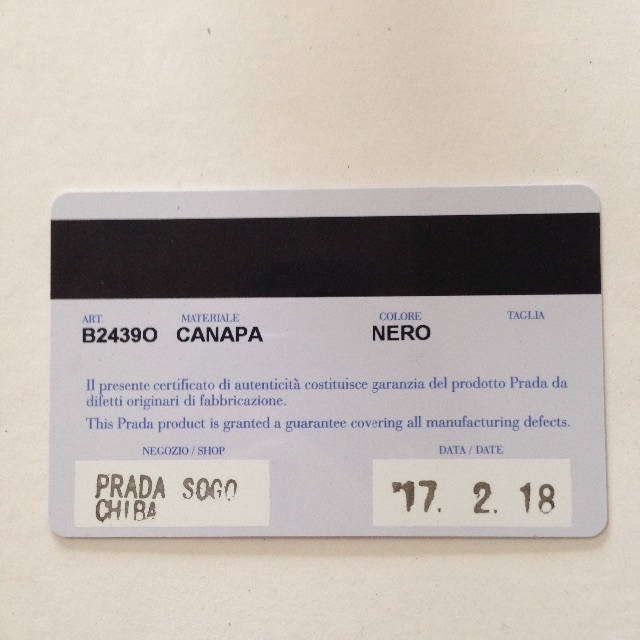 ART. MATERIALE COLORE TAGLIA
B2439O CANAPA NERO
Il presente certificato di autenticità costituisce garanzia del prodotto Prada da
difetti originari di fabbricazione.
This Prada product is granted a guarantee covering all manufacturing defects.
NEGOZIO / SHOP DATA / DATE
PRADA SOGO
CHIBA
'17. 2. 18